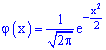 φ(x) = 1/√(2π) e^(-x²/2)